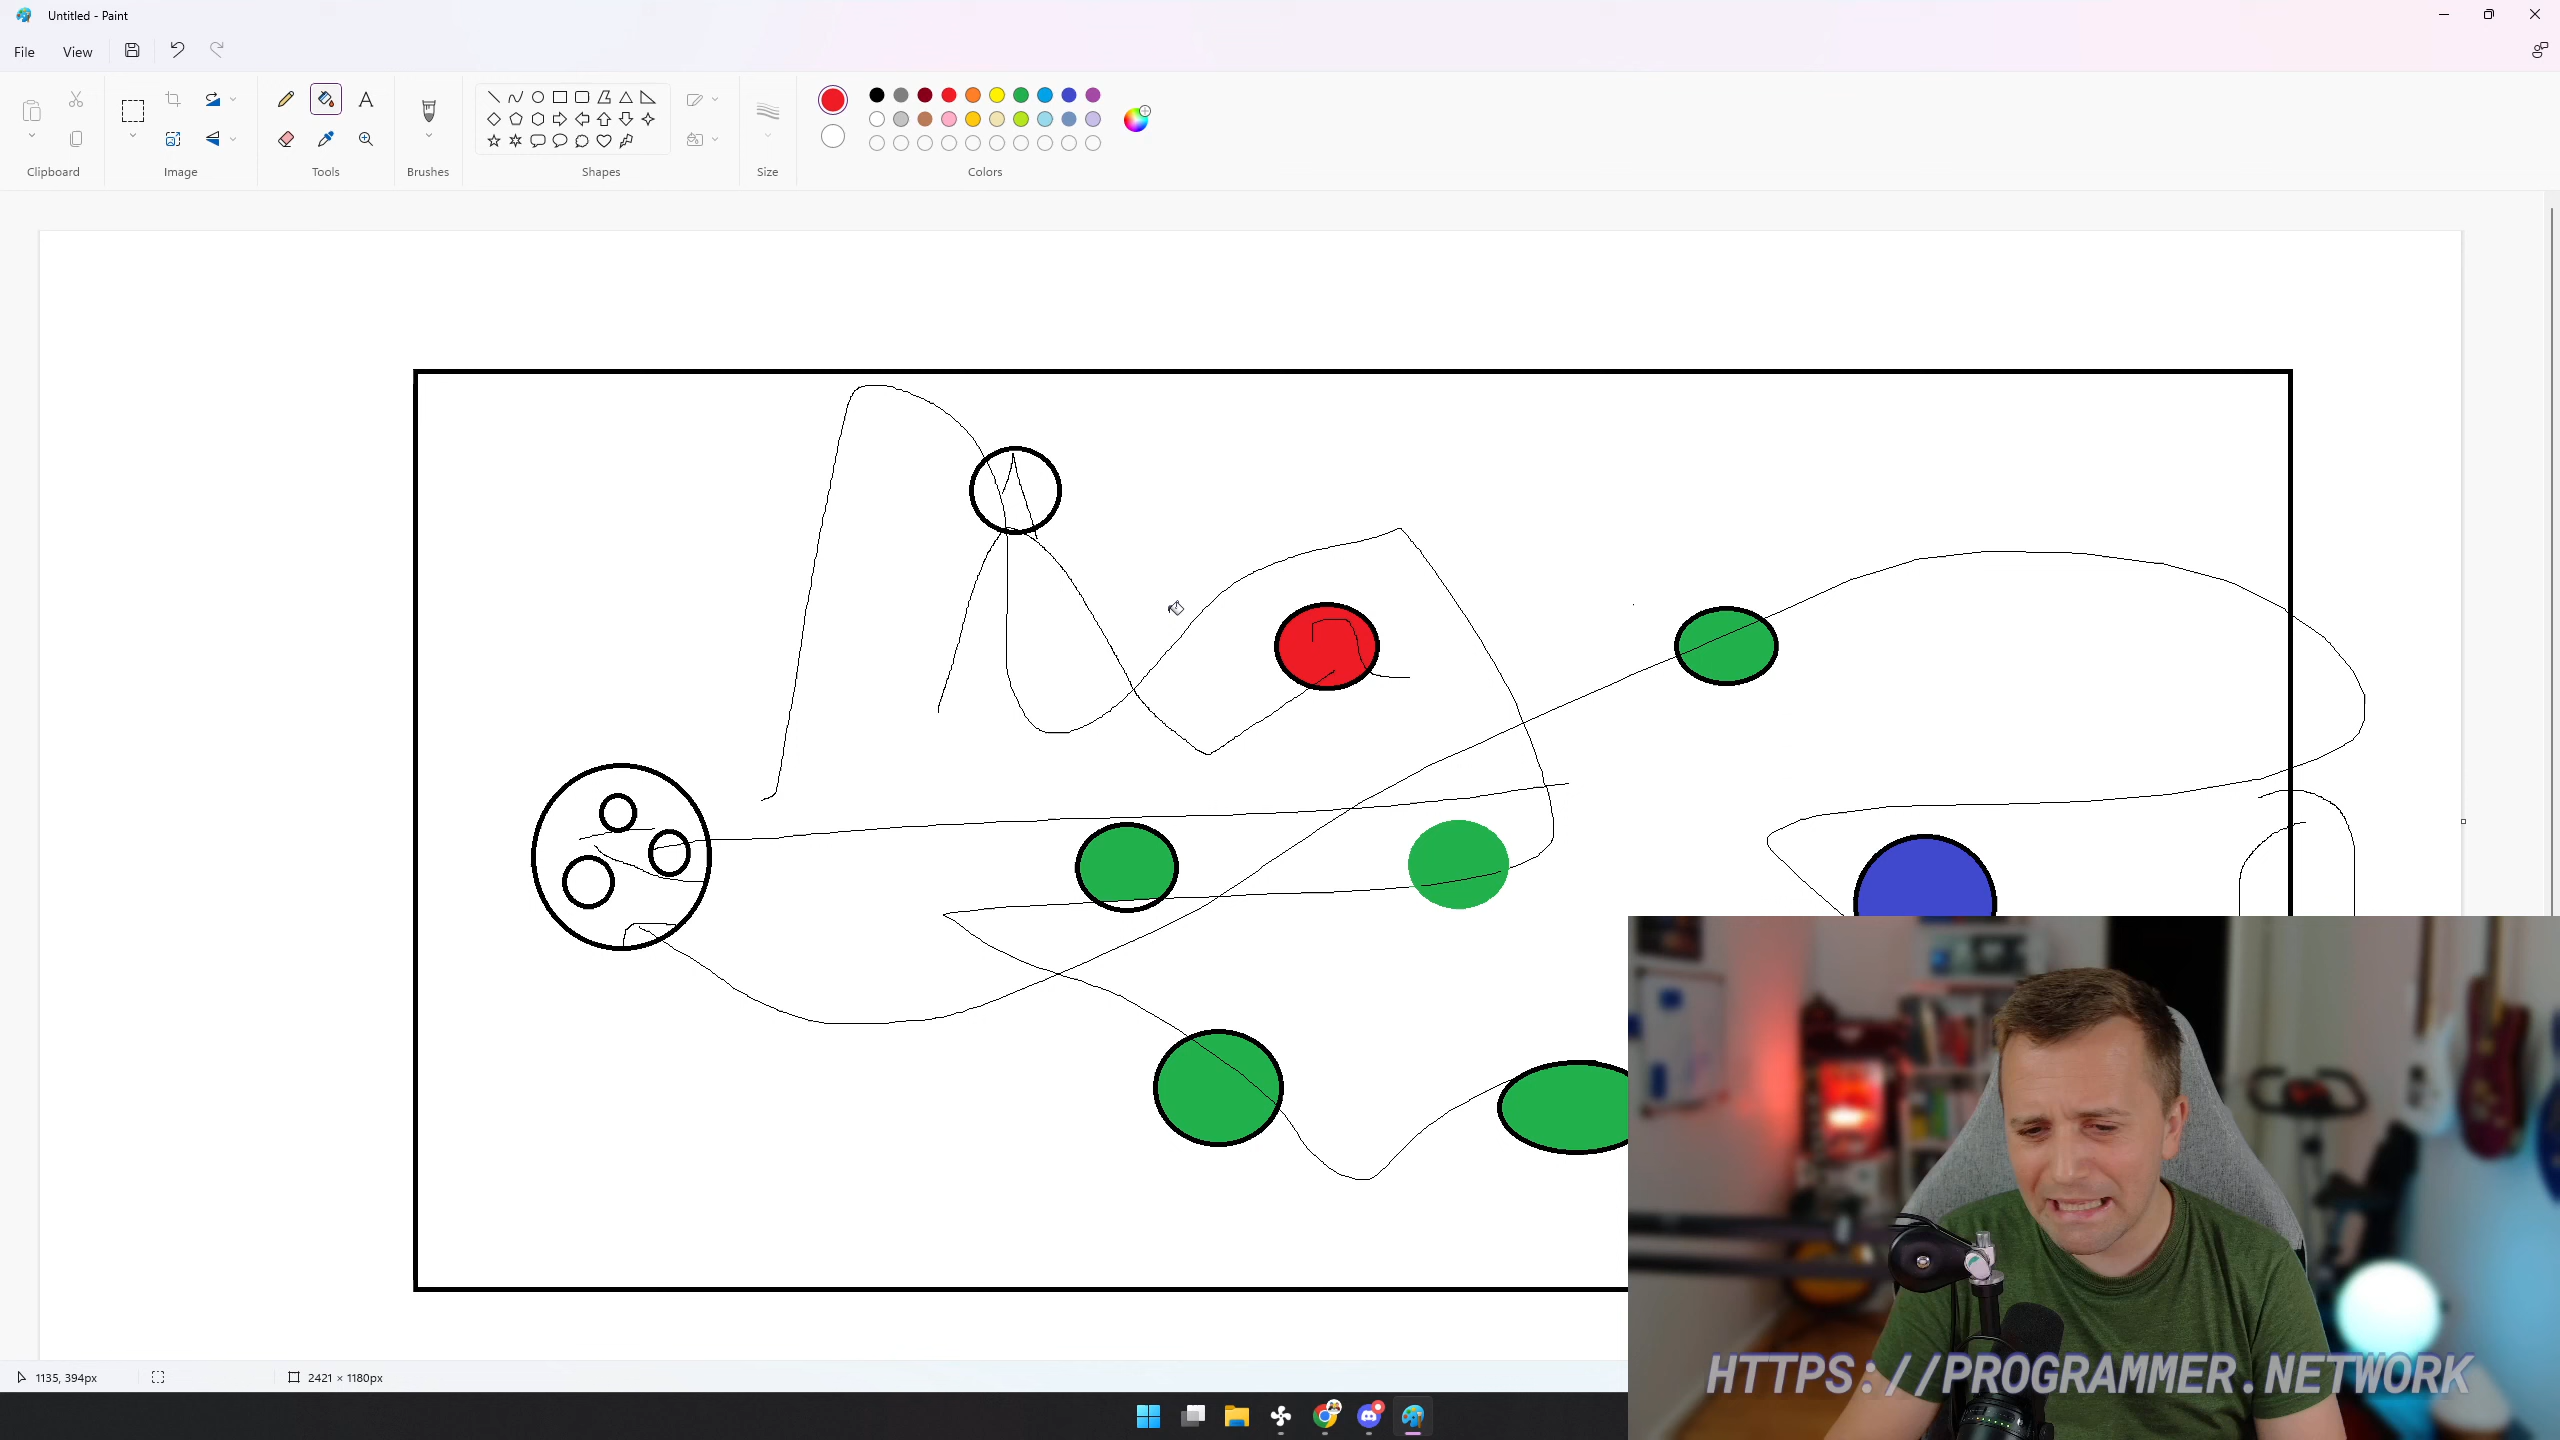 Untitled - Paint
File View
Clipboard Image Tools Brushes Shapes Size Colors
1135, 394px
2421 × 1180px
HTTPS://PROGRAMMER.NETWORK